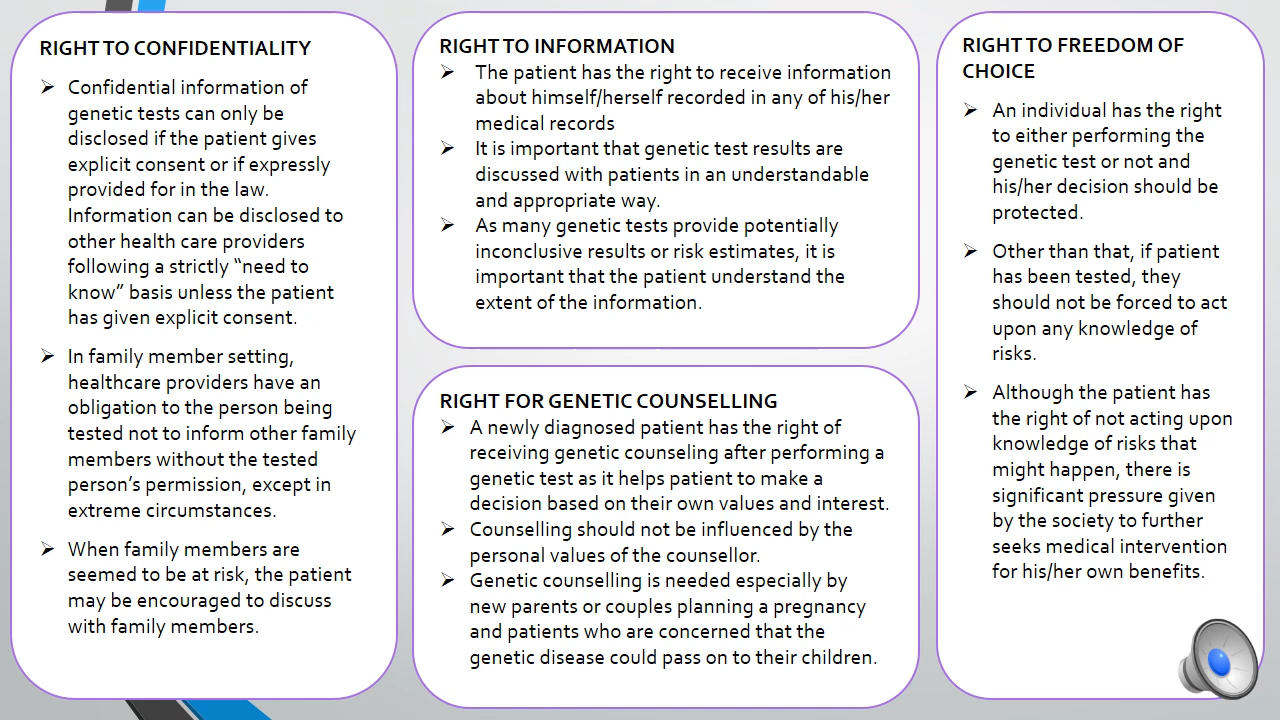 RIGHT TO CONFIDENTIALITY
➢ Confidential information of
genetic tests can only be
disclosed if the patient gives
explicit consent or if expressly
provided for in the law.
Information can be disclosed to
other health care providers
following a strictly “need to
know” basis unless the patient
has given explicit consent.
➢ In family member setting,
healthcare providers have an
obligation to the person being
tested not to inform other family
members without the tested
person’s permission, except in
extreme circumstances.
➢ When family members are
seemed to be at risk, the patient
may be encouraged to discuss
with family members.
RIGHT TO INFORMATION
➢ The patient has the right to receive information
about himself/herself recorded in any of his/her
medical records
➢ It is important that genetic test results are
discussed with patients in an understandable
and appropriate way.
➢ As many genetic tests provide potentially
inconclusive results or risk estimates, it is
important that the patient understand the
extent of the information.
RIGHT FOR GENETIC COUNSELLING
➢ A newly diagnosed patient has the right of
receiving genetic counseling after performing a
genetic test as it helps patient to make a
decision based on their own values and interest.
➢ Counselling should not be influenced by the
personal values of the counsellor.
➢ Genetic counselling is needed especially by
new parents or couples planning a pregnancy
and patients who are concerned that the
genetic disease could pass on to their children.
RIGHT TO FREEDOM OF
CHOICE
➢ An individual has the right
to either performing the
genetic test or not and
his/her decision should be
protected.
➢ Other than that, if patient
has been tested, they
should not be forced to act
upon any knowledge of
risks.
➢ Although the patient has
the right of not acting upon
knowledge of risks that
might happen, there is
significant pressure given
by the society to further
seeks medical intervention
for his/her own benefits.